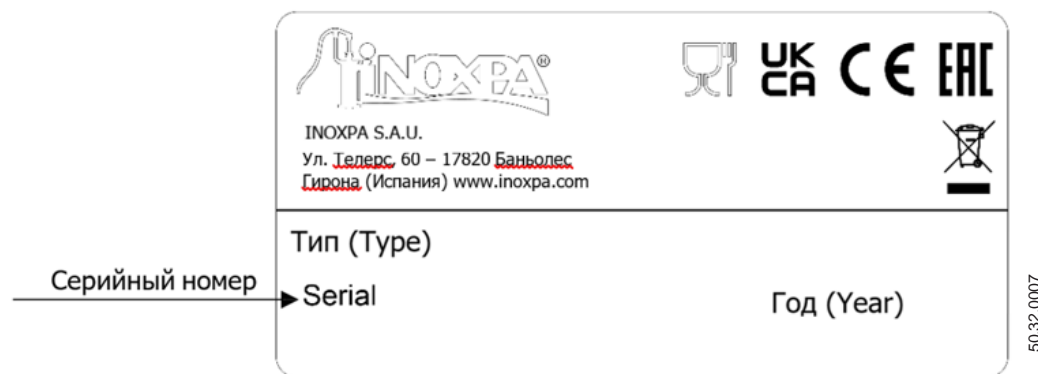 INOXPA®
UK CA CE EAC
INOXPA S.A.U.
Ул. Телерс, 60 – 17820 Баньолес
Гирона (Испания) www.inoxpa.com
Тип (Type)
Серийный номер
Serial
Год (Year)
50.32.0007